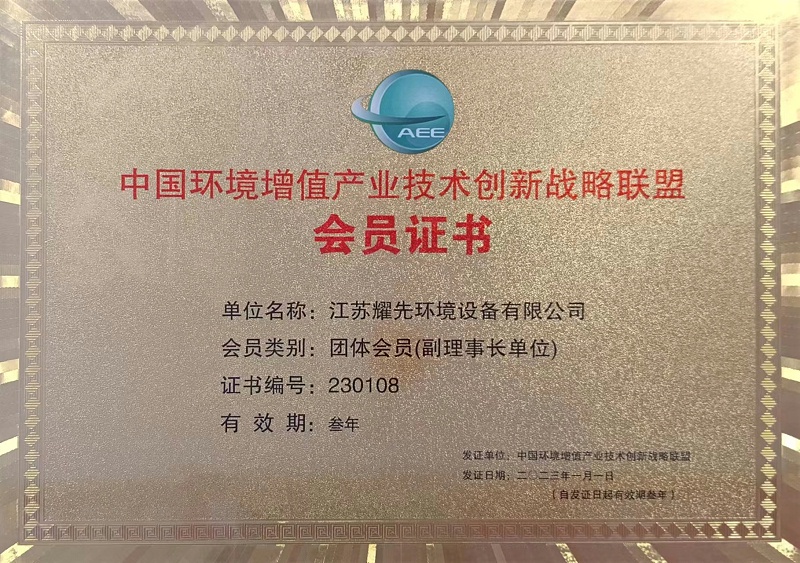 AEE
中国环境增值产业技术创新战略联盟
会员证书
单位名称：江苏耀先环境设备有限公司
会员类别：团体会员(副理事长单位)
证书编号：230108
有 效 期：叁年
发证单位：中国环境增值产业技术创新战略联盟
发证日期：二〇二三年一月一日
［自发证日起有效期叁年］